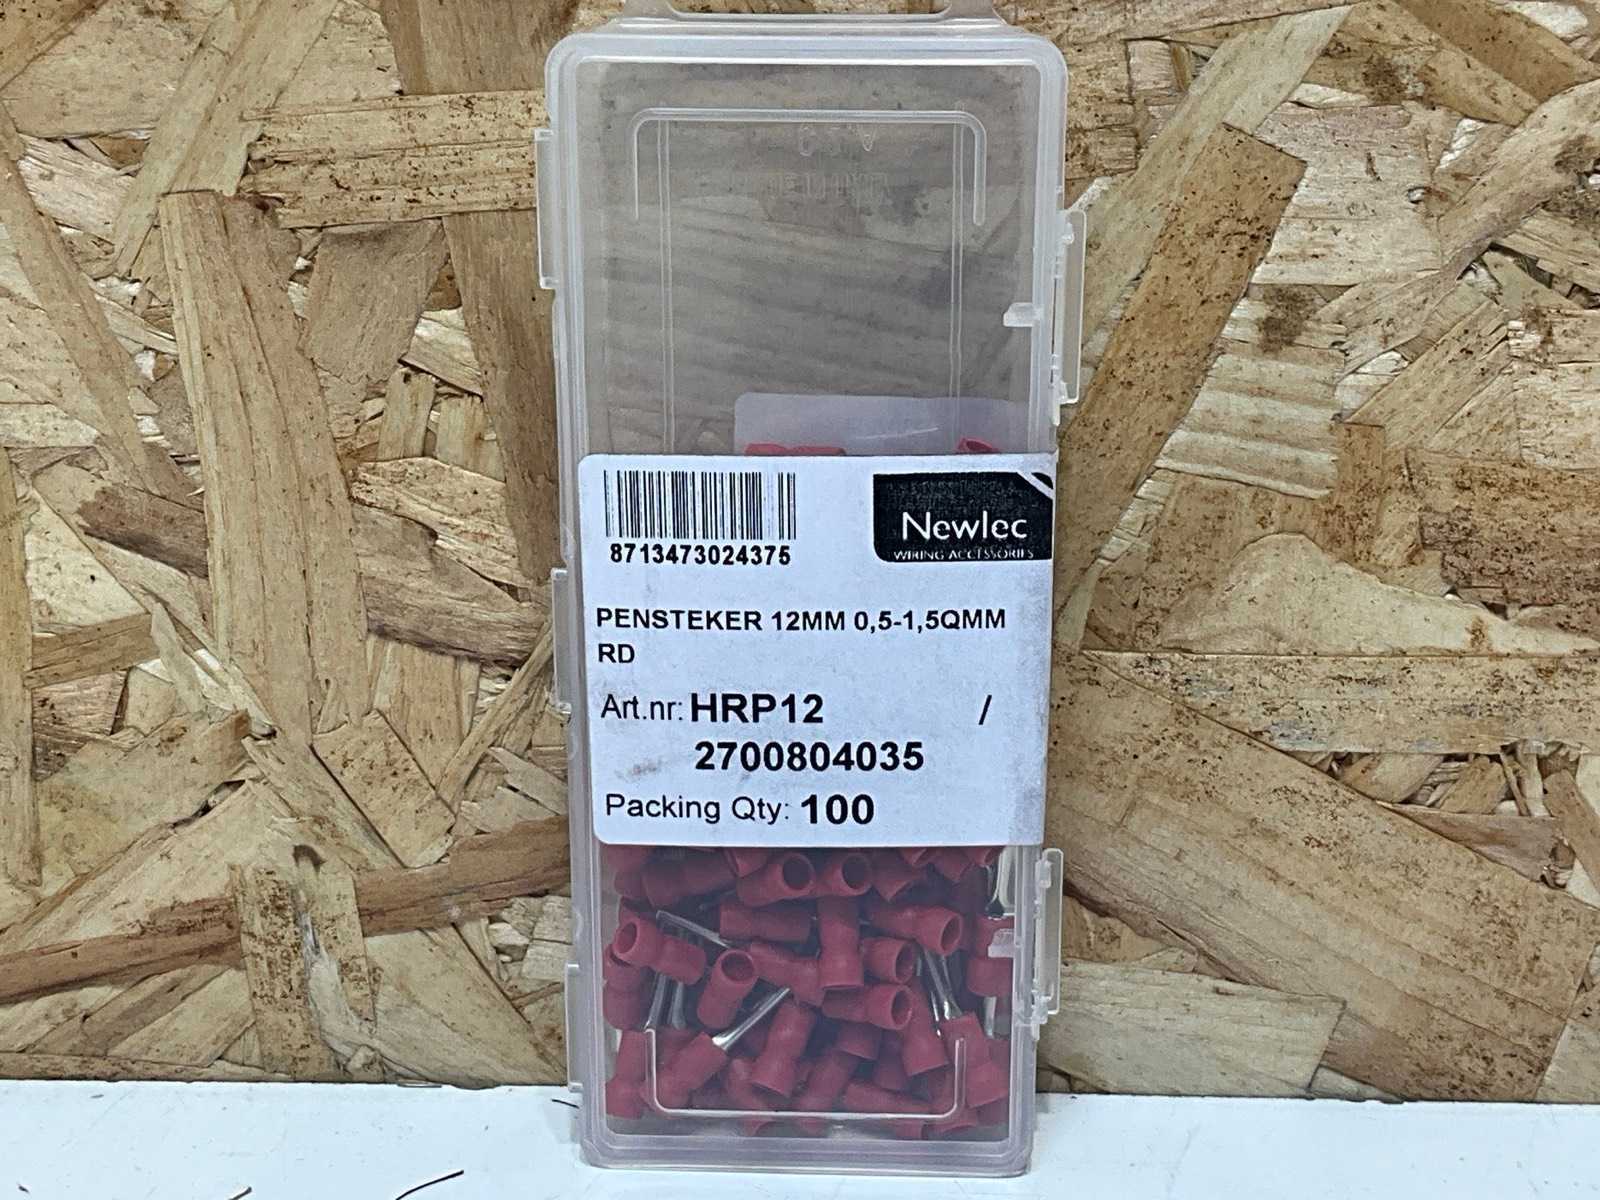 8713473024375
Newlec
WIRING ACCESSORIES
PENSTEKER 12MM 0,5-1,5QMM
RD
Art.nr: HRP12 /
2700804035
Packing Qty: 100